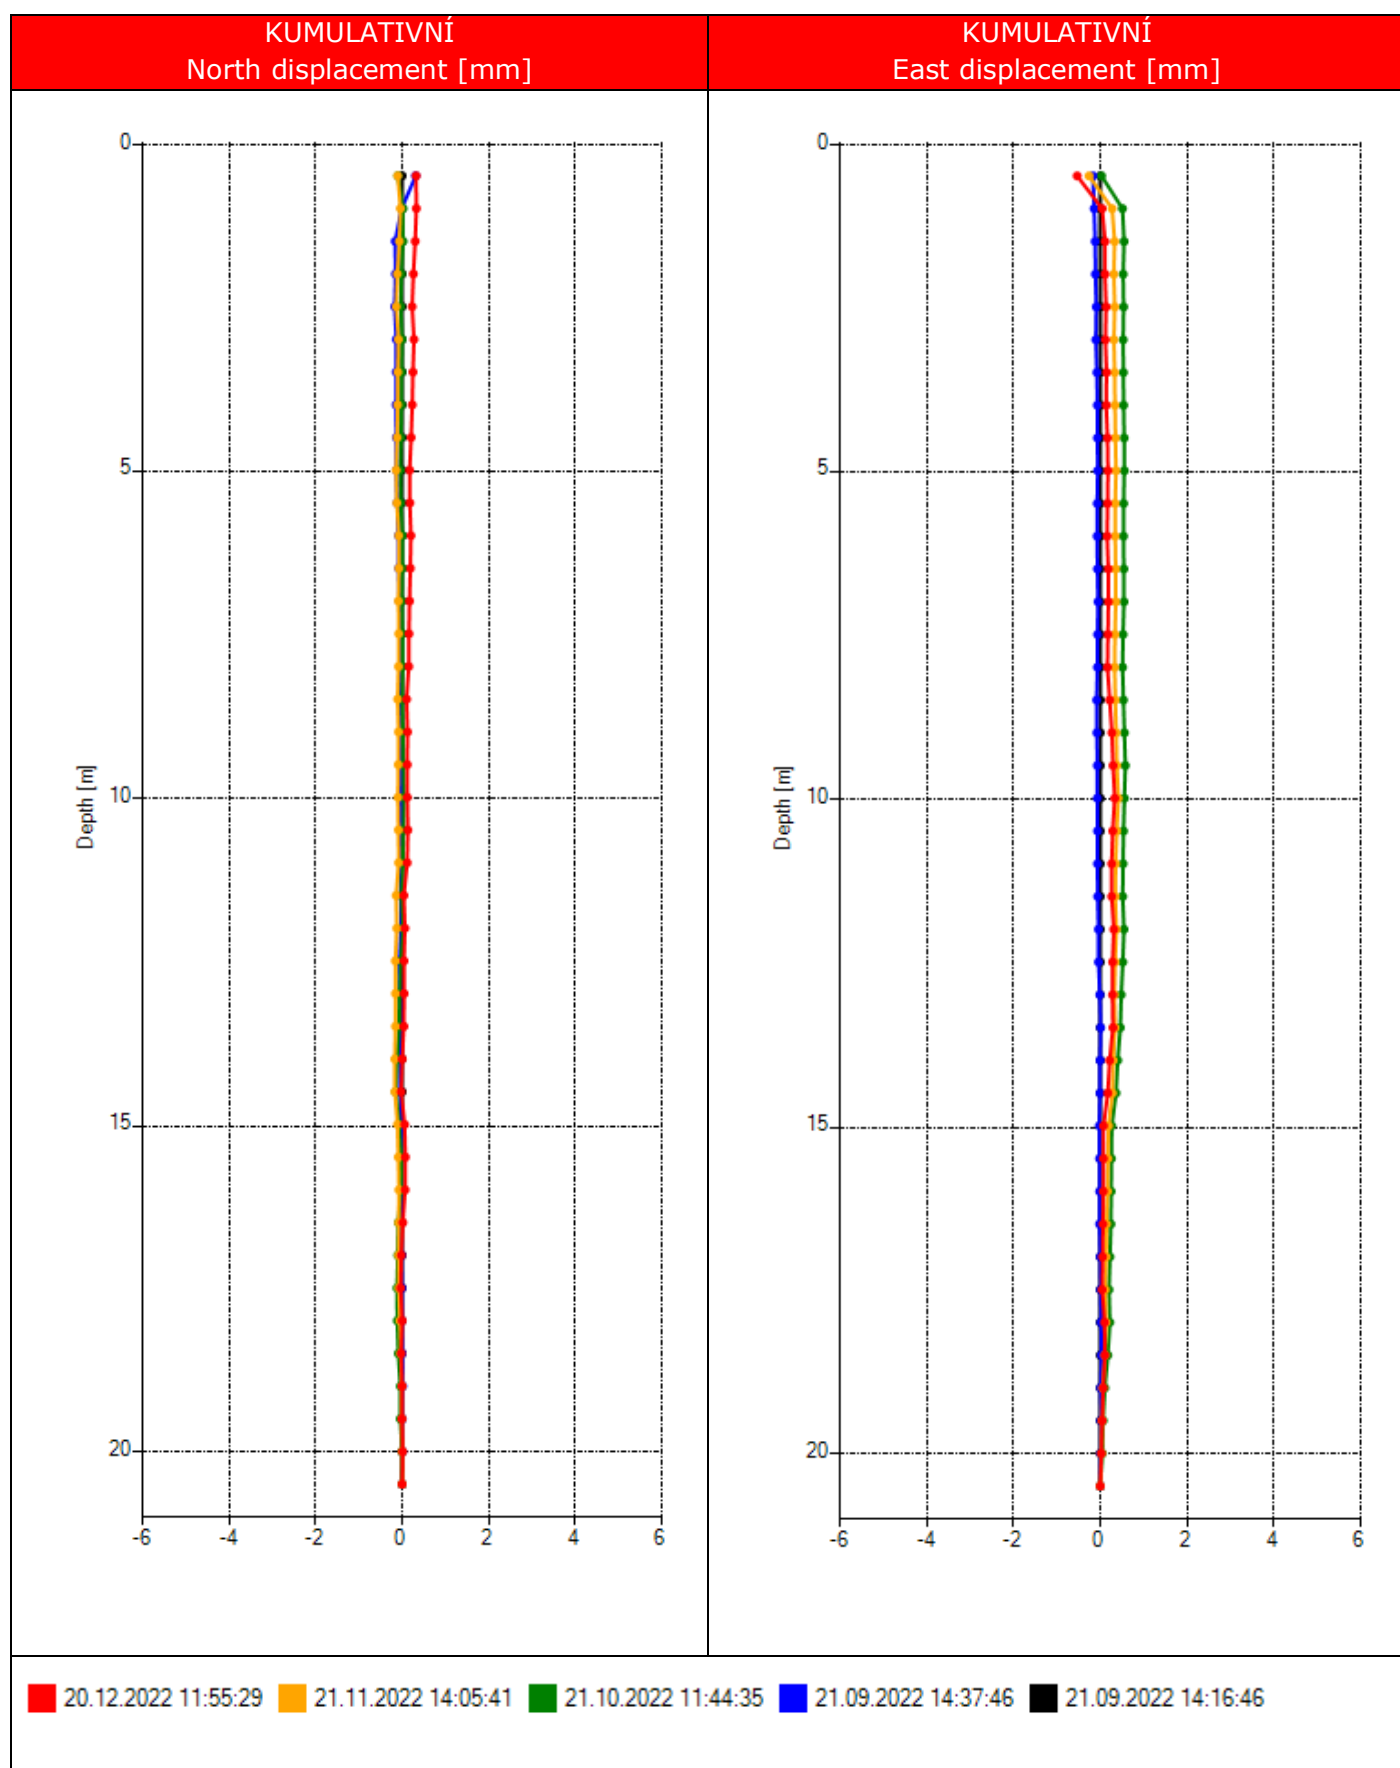 KUMULATIVNÍ
North displacement [mm]
KUMULATIVNÍ
East displacement [mm]
0
5
10
15
20
Depth [m]
-6 -4 -2 0 2 4 6
0
5
10
15
20
Depth [m]
-6 -4 -2 0 2 4 6
20.12.2022 11:55:29 21.11.2022 14:05:41 21.10.2022 11:44:35 21.09.2022 14:37:46 21.09.2022 14:16:46